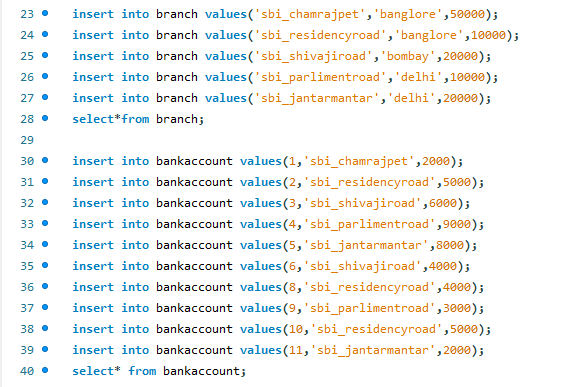 23 insert into branch values('sbi_chamrajpet','banglore',50000);
24 insert into branch values('sbi_residencyroad','banglore',10000);
25 insert into branch values('sbi_shivajiroad','bombay',20000);
26 insert into branch values('sbi_parlimentroad','delhi',10000);
27 insert into branch values('sbi_jantarmantar','delhi',20000);
28 select*from branch;
29
30 insert into bankaccount values(1,'sbi_chamrajpet',2000);
31 insert into bankaccount values(2,'sbi_residencyroad',5000);
32 insert into bankaccount values(3,'sbi_shivajiroad',6000);
33 insert into bankaccount values(4,'sbi_parlimentroad',9000);
34 insert into bankaccount values(5,'sbi_jantarmantar',8000);
35 insert into bankaccount values(6,'sbi_shivajiroad',4000);
36 insert into bankaccount values(8,'sbi_residencyroad',4000);
37 insert into bankaccount values(9,'sbi_parlimentroad',3000);
38 insert into bankaccount values(10,'sbi_residencyroad',5000);
39 insert into bankaccount values(11,'sbi_jantarmantar',2000);
40 select* from bankaccount;